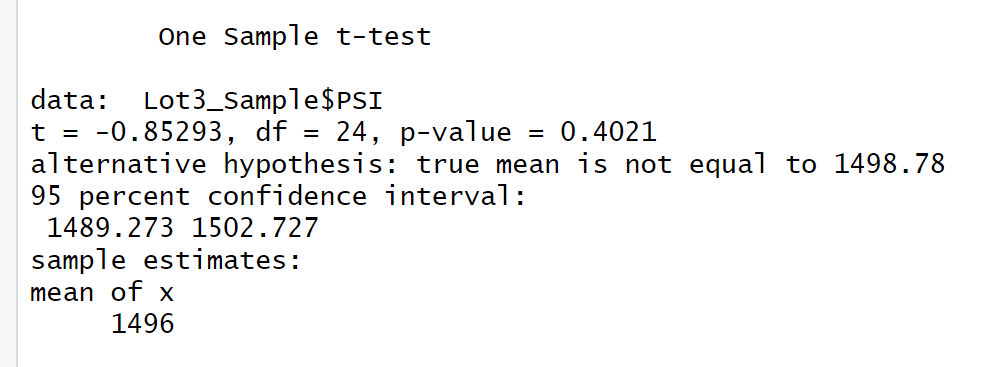 One Sample t-test
data:  Lot3_Sample$PSI
t = -0.85293, df = 24, p-value = 0.4021
alternative hypothesis: true mean is not equal to 1498.78
95 percent confidence interval:
1489.273 1502.727
sample estimates:
mean of x
1496